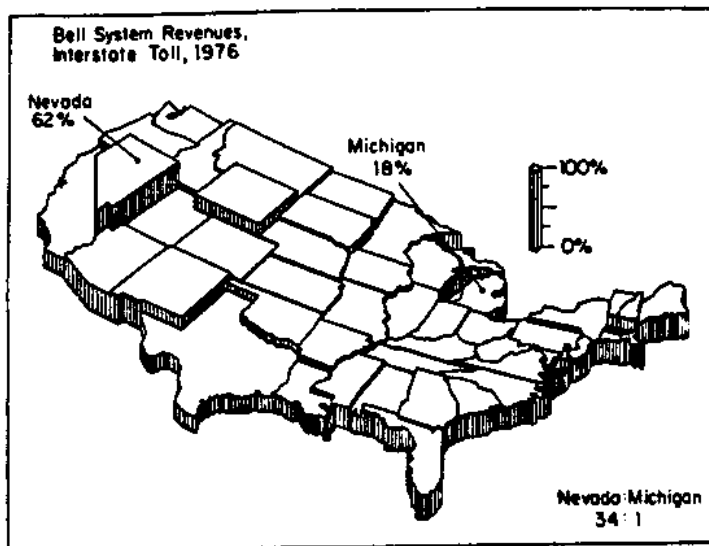 Bell System Revenues,
Interstate Toll, 1976
Nevada
62%
Michigan
18%
100%
0%
Nevada:Michigan
34:1